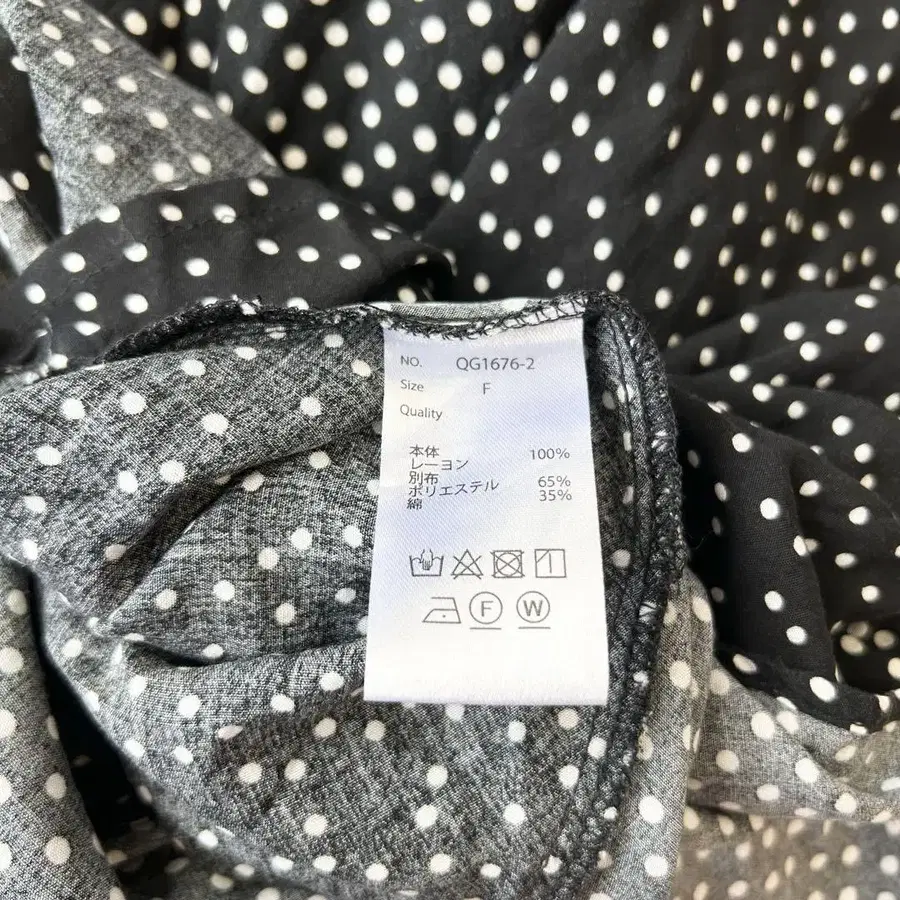 NO. QG1676-2
Size F
Quality
本体 100%
レーヨン
別布 65%
ポリエステル 35%
綿
F W